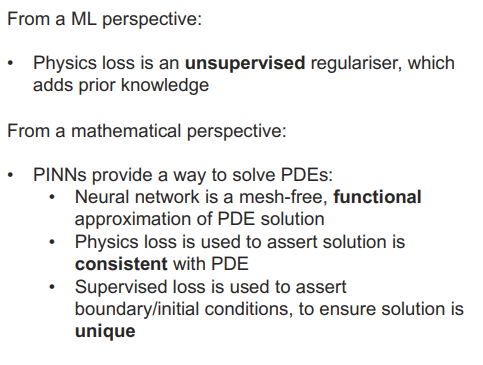 From a ML perspective:
• Physics loss is an unsupervised regulariser, which
adds prior knowledge
From a mathematical perspective:
• PINNs provide a way to solve PDEs:
• Neural network is a mesh-free, functional
approximation of PDE solution
• Physics loss is used to assert solution is
consistent with PDE
• Supervised loss is used to assert
boundary/initial conditions, to ensure solution is
unique